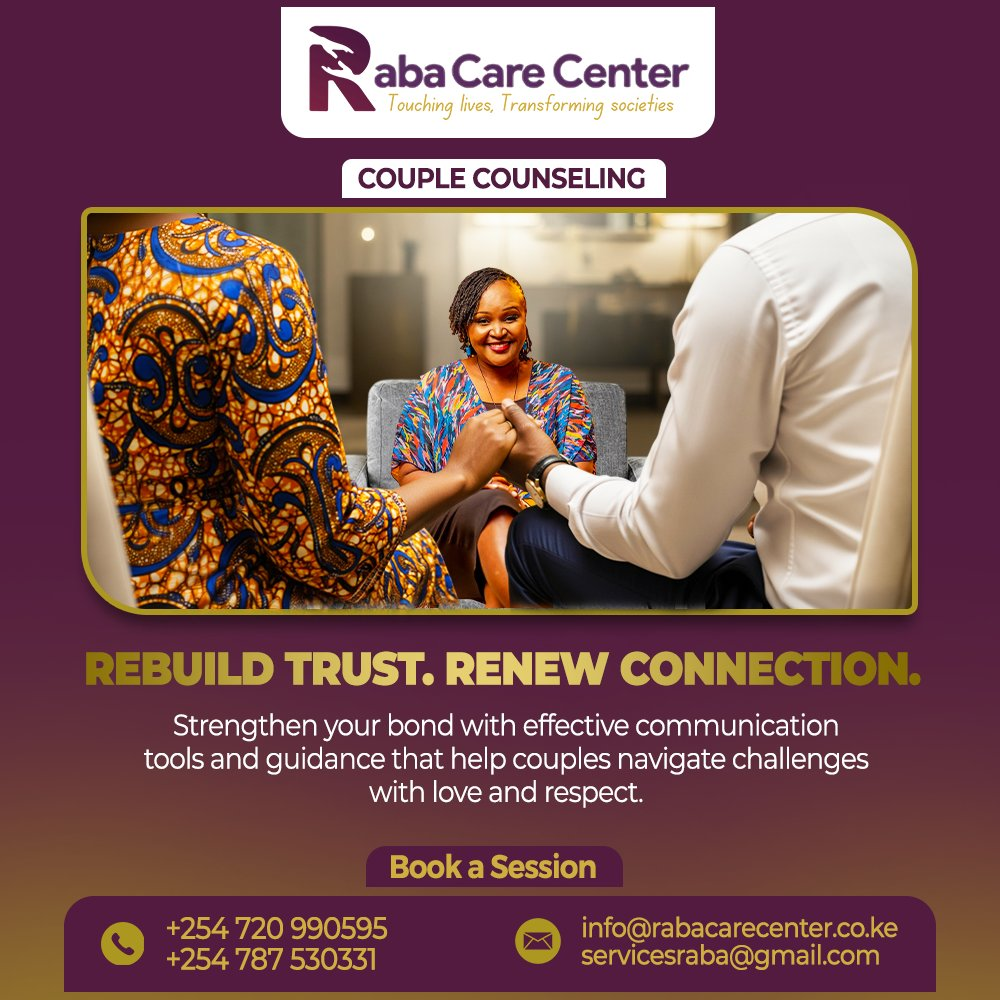 Raba Care Center
Touching lives, Transforming societies
COUPLE COUNSELING
REBUILD TRUST. RENEW CONNECTION.
Strengthen your bond with effective communication
tools and guidance that help couples navigate challenges
with love and respect.
Book a Session
+254 720 990595
+254 787 530331
info@rabacarecenter.co.ke
servicesraba@gmail.com